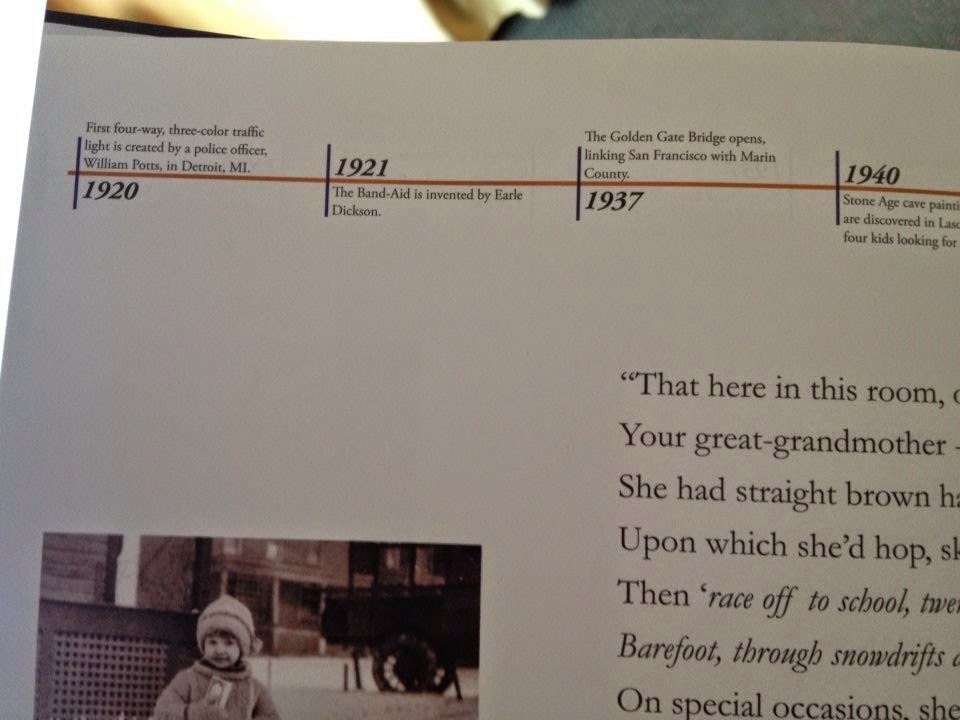 First four-way, three-color traffic
light is created by a police officer,
William Potts, in Detroit, MI.
1920
1921
The Band-Aid is invented by Earle
Dickson.
The Golden Gate Bridge opens,
linking San Francisco with Marin
County.
1937
1940
Stone Age cave
are discovered in
four kids looking for
“That here in this room,
Your great-grandmother -
She had straight brown
Upon which she’d hop,
Then ‘race off to school,
Barefoot, through snowdrifts
On special occasions, she